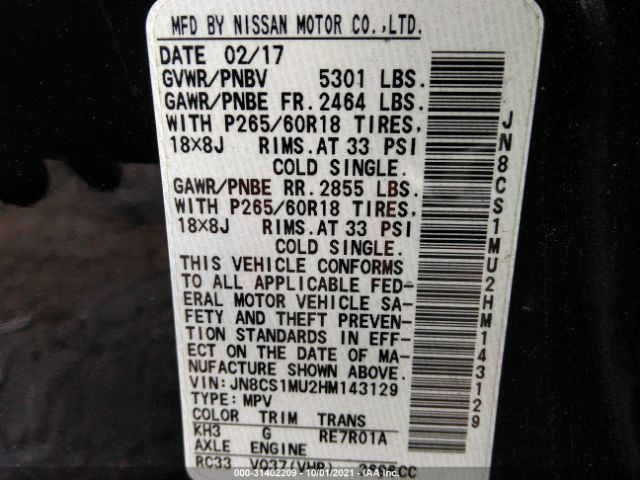 MFD BY NISSAN MOTOR CO.,LTD.
DATE 02/17
GVWR/PNBV 5301 LBS.
GAWR/PNBE FR.2464 LBS.
WITH P265/60R18 TIRES,
18×8J RIMS.AT 33 PSI
COLD SINGLE.
GAWR/PNBE RR.2855 LBS.
WITH P265/60R18 TIRES,
18×8J RIMS.AT 33 PSI
COLD SINGLE.
THIS VEHICLE CONFORMS
TO ALL APPLICABLE FED-
ERAL MOTOR VEHICLE SA-
FETY AND THEFT PREVEN-
TION STANDARDS IN EFF-
ECT ON THE DATE OF MA-
NUFACTURE SHOWN ABOVE.
VIN: JN8CS1MU2HM143129
TYPE: MPV
COLOR TRIM TRANS
KH3 G RE7R01A
AXLE ENGINE
RC33 VQ37(VHR) 3696CC
JN8CS1MU2HM143129
000-31402209 - 10/01/2021 - IAAI.COM